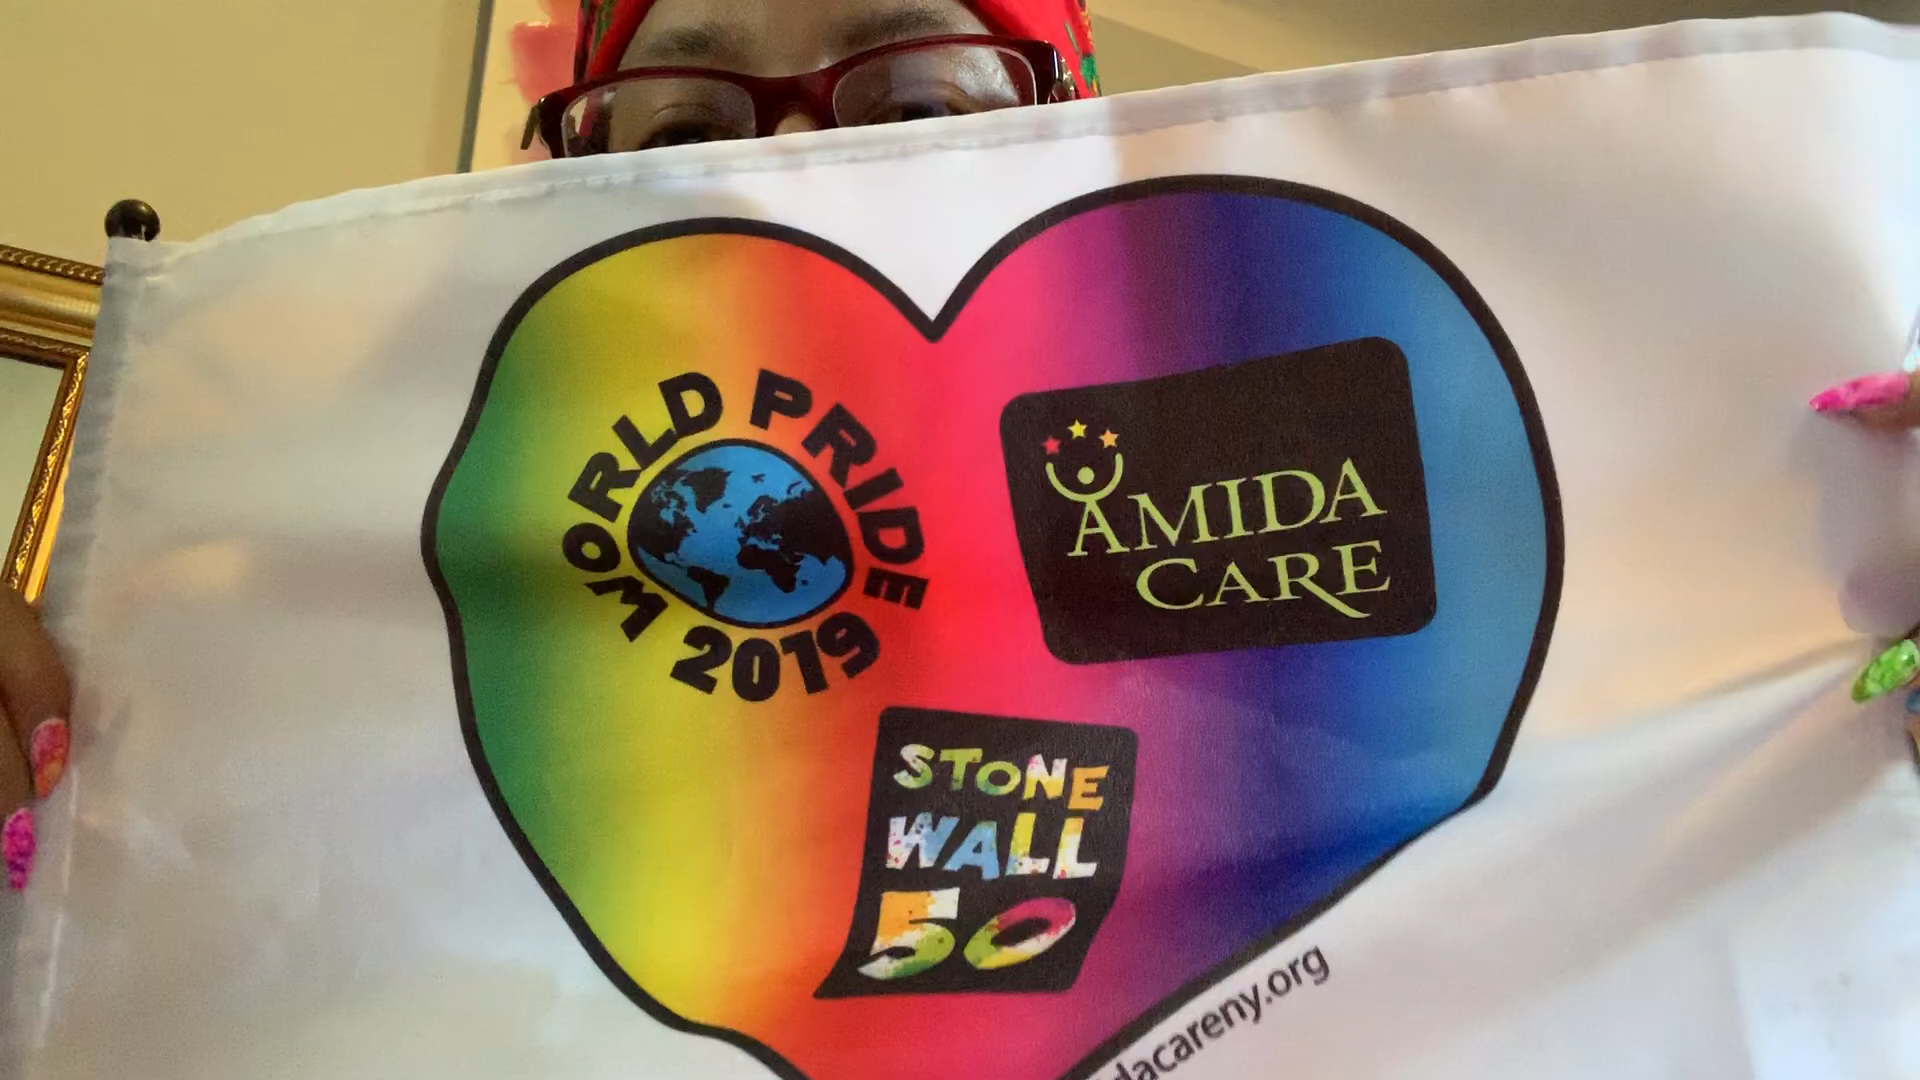 WORLD PRIDE
2019
AMIDA
CARE
STONE
WALL
50
dacareny.org